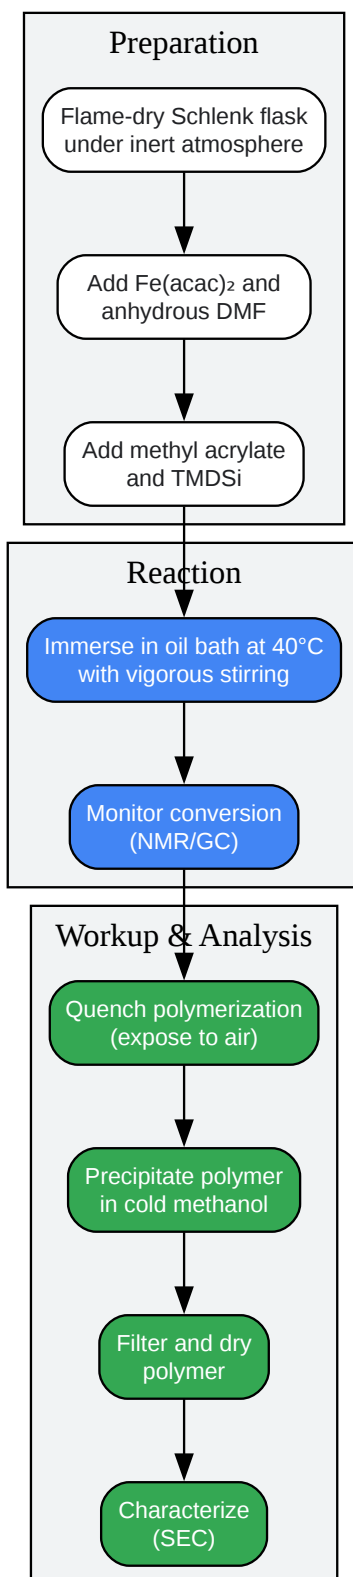 Preparation
Flame-dry Schlenk flask
under inert atmosphere
Add Fe(acac)₂ and
anhydrous DMF
Add methyl acrylate
and TMDSi
Reaction
Immerse in oil bath at 40°C
with vigorous stirring
Monitor conversion
(NMR/GC)
Workup & Analysis
Quench polymerization
(expose to air)
Precipitate polymer
in cold methanol
Filter and dry
polymer
Characterize
(SEC)